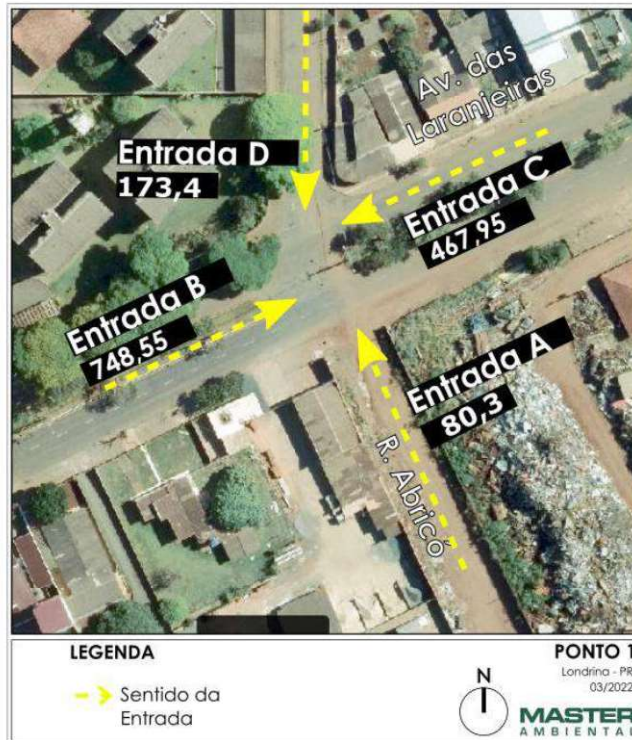 Av. das
Laranjeiras
Entrada D
173,4
Entrada C
467,95
Entrada B
748,55
Entrada A
80,3
R. Abricó
LEGENDA
Sentido da
Entrada
N
PONTO 1
Londrina - PR
03/2022
MASTER
AMBIENTAL